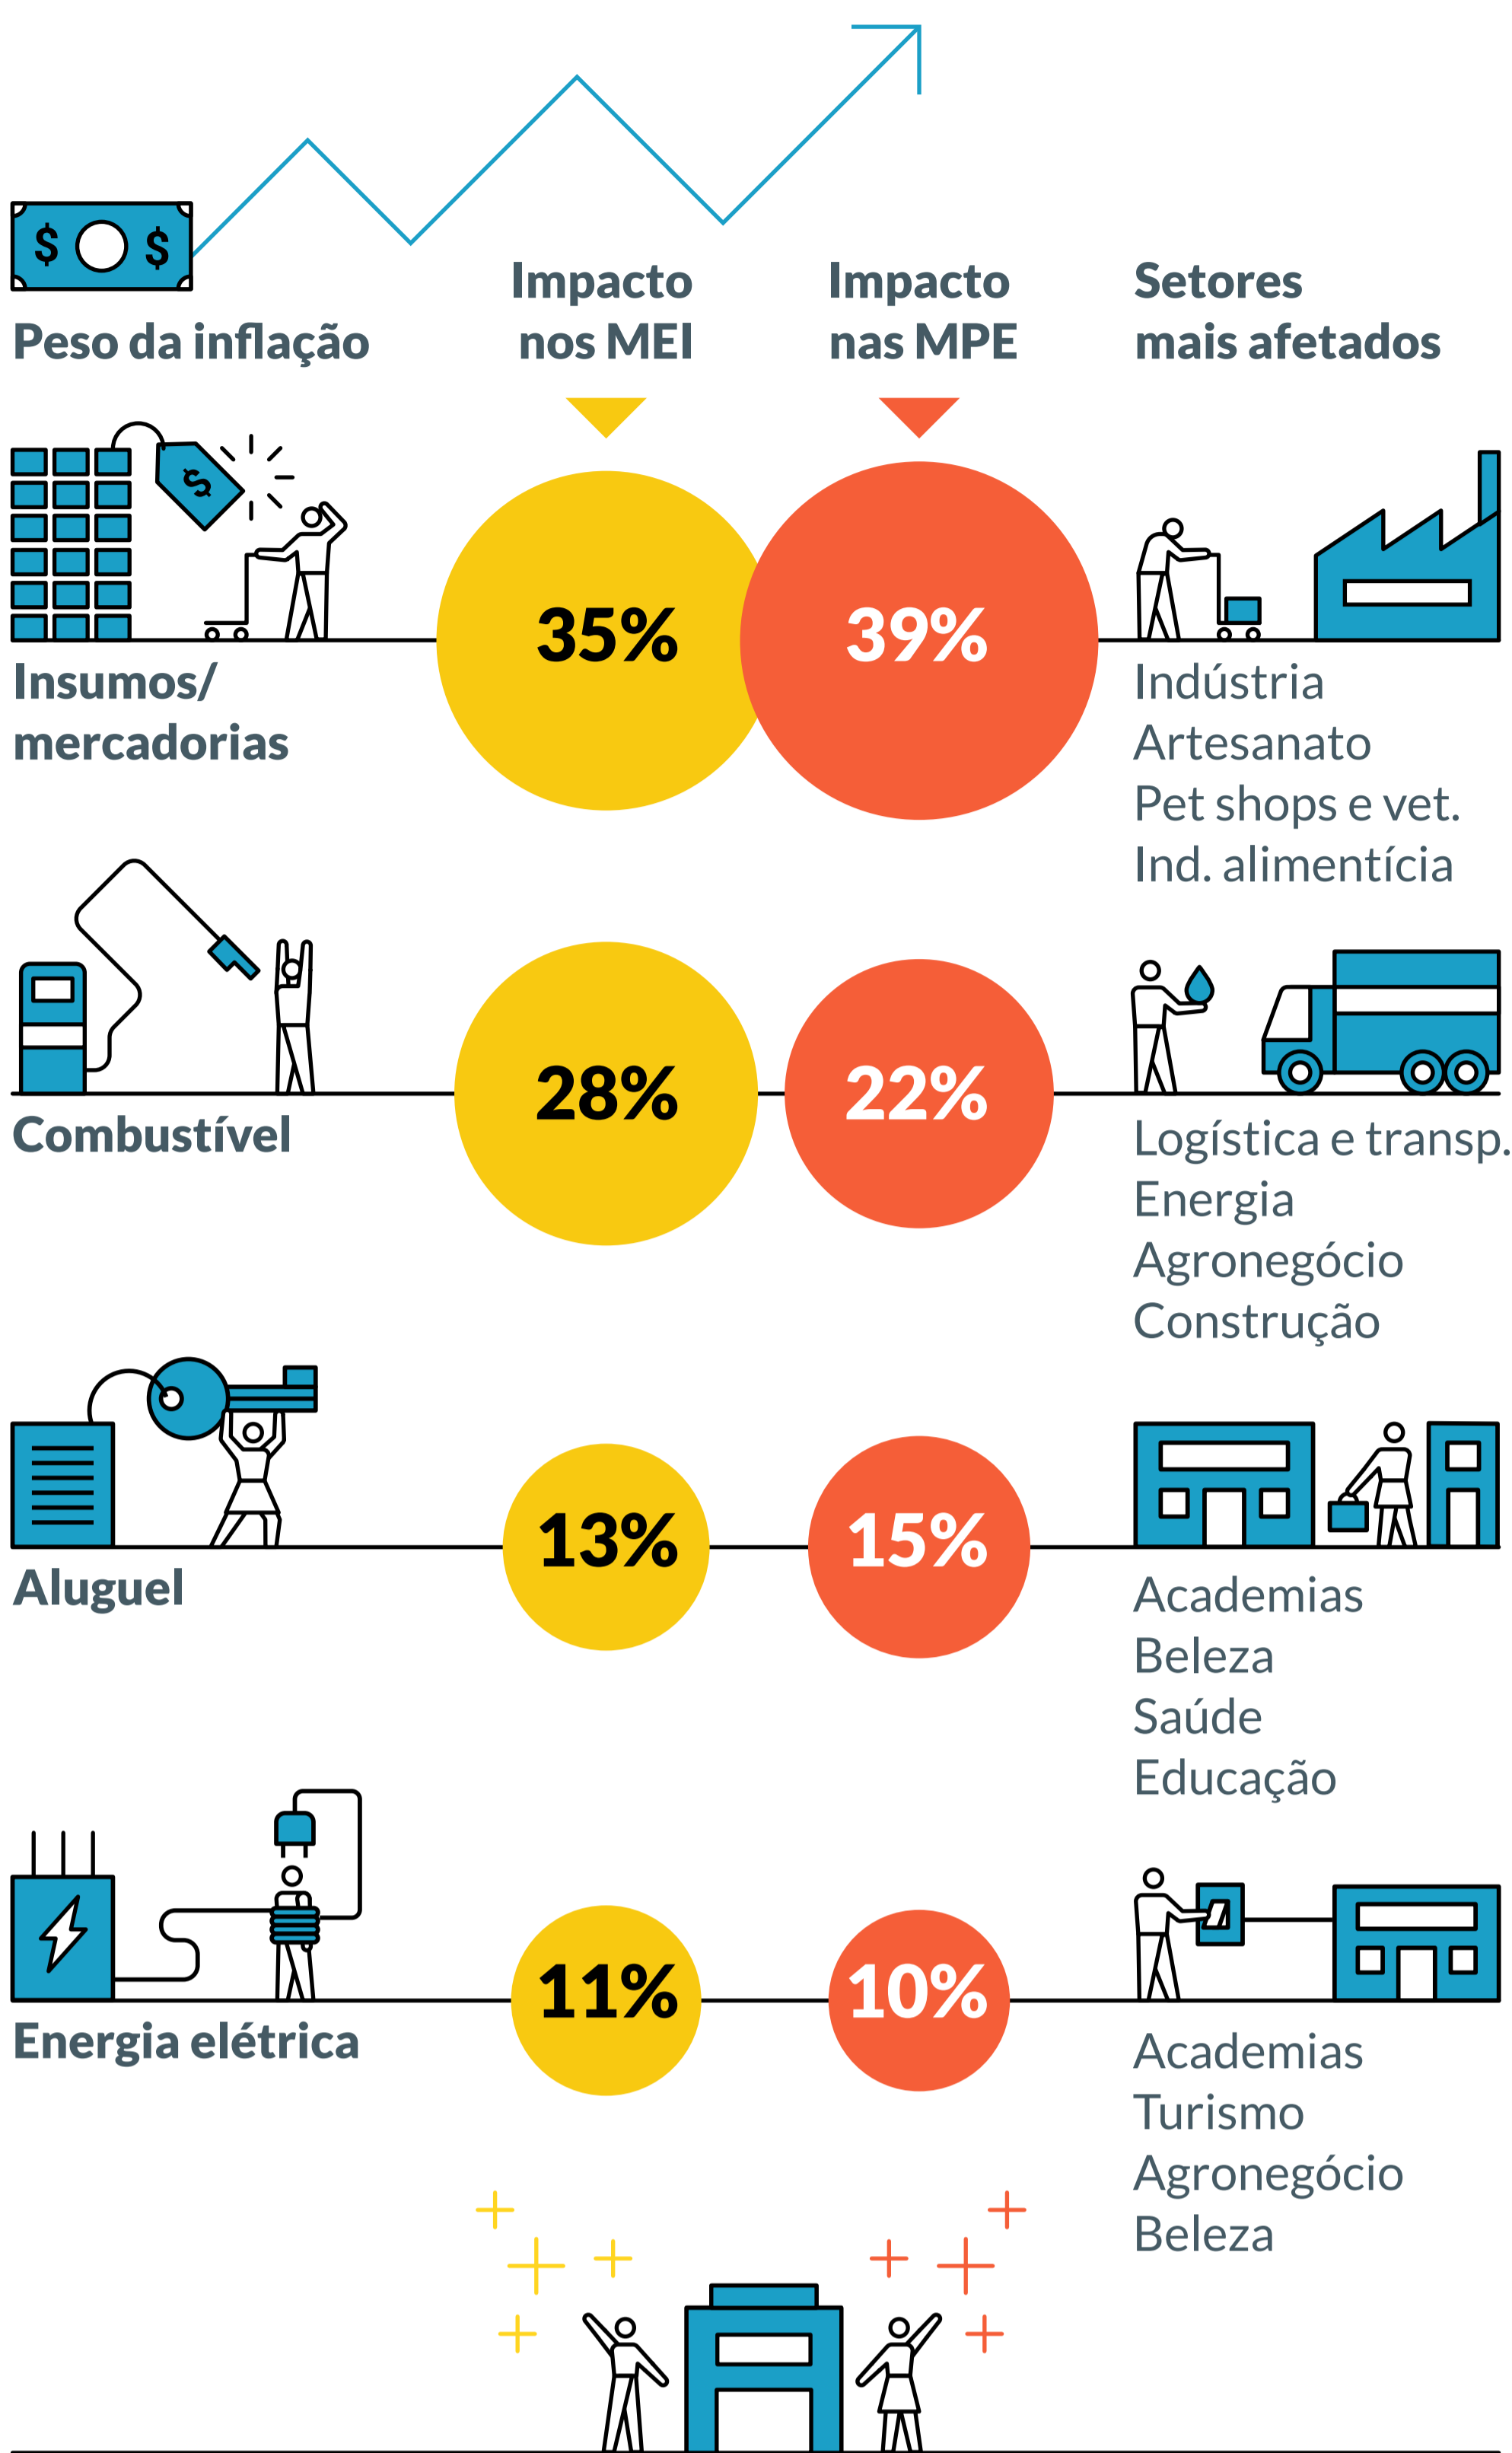 $ $
Peso da inflação
Impacto
nos MEI
Impacto
nas MPE
Setores
mais afetados
$
Insumos/
mercadorias
35%
39%
Indústria
Artesanato
Pet shops e vet.
Ind. alimentícia
Combustível
28%
22%
Logística e transp.
Energia
Agronegócio
Construção
Aluguel
13%
15%
Academias
Beleza
Saúde
Educação
Energia elétrica
11%
10%
Academias
Turismo
Agronegócio
Beleza